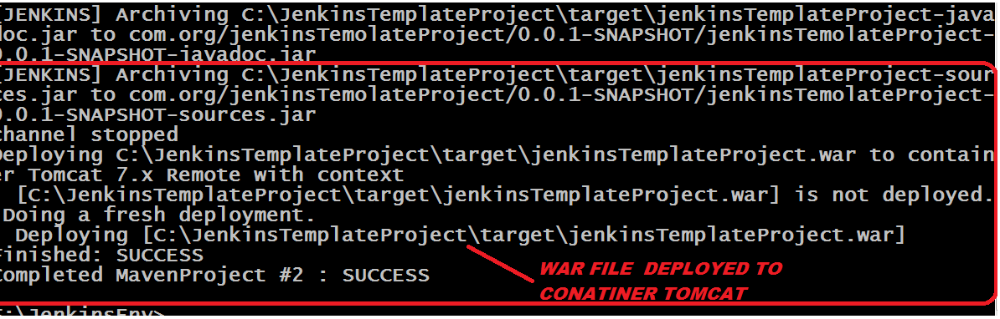 [JENKINS] Archiving C:\JenkinsTemplateProject\target\jenkinsTemplateProject-java
doc.jar to com.org/jenkinsTemolateProject/0.0.1-SNAPSHOT/jenkinsTemolateProject-
0.0.1-SNAPSHOT-javadoc.jar
[JENKINS] Archiving C:\JenkinsTemplateProject\target\jenkinsTemplateProject-sour
ces.jar to com.org/jenkinsTemolateProject/0.0.1-SNAPSHOT/jenkinsTemolateProject-
0.0.1-SNAPSHOT-sources.jar
channel stopped
Deploying C:\JenkinsTemplateProject\target\jenkinsTemplateProject.war to contain
er Tomcat 7.x Remote with context
[C:\JenkinsTemplateProject\target\jenkinsTemplateProject.war] is not deployed.
Doing a fresh deployment.
Deploying [C:\JenkinsTemplateProject\target\jenkinsTemplateProject.war]
Finished: SUCCESS
Completed MavenProject #2 : SUCCESS
WAR FILE DEPLOYED TO
CONATINER TOMCAT
:\JenkinsEnv>